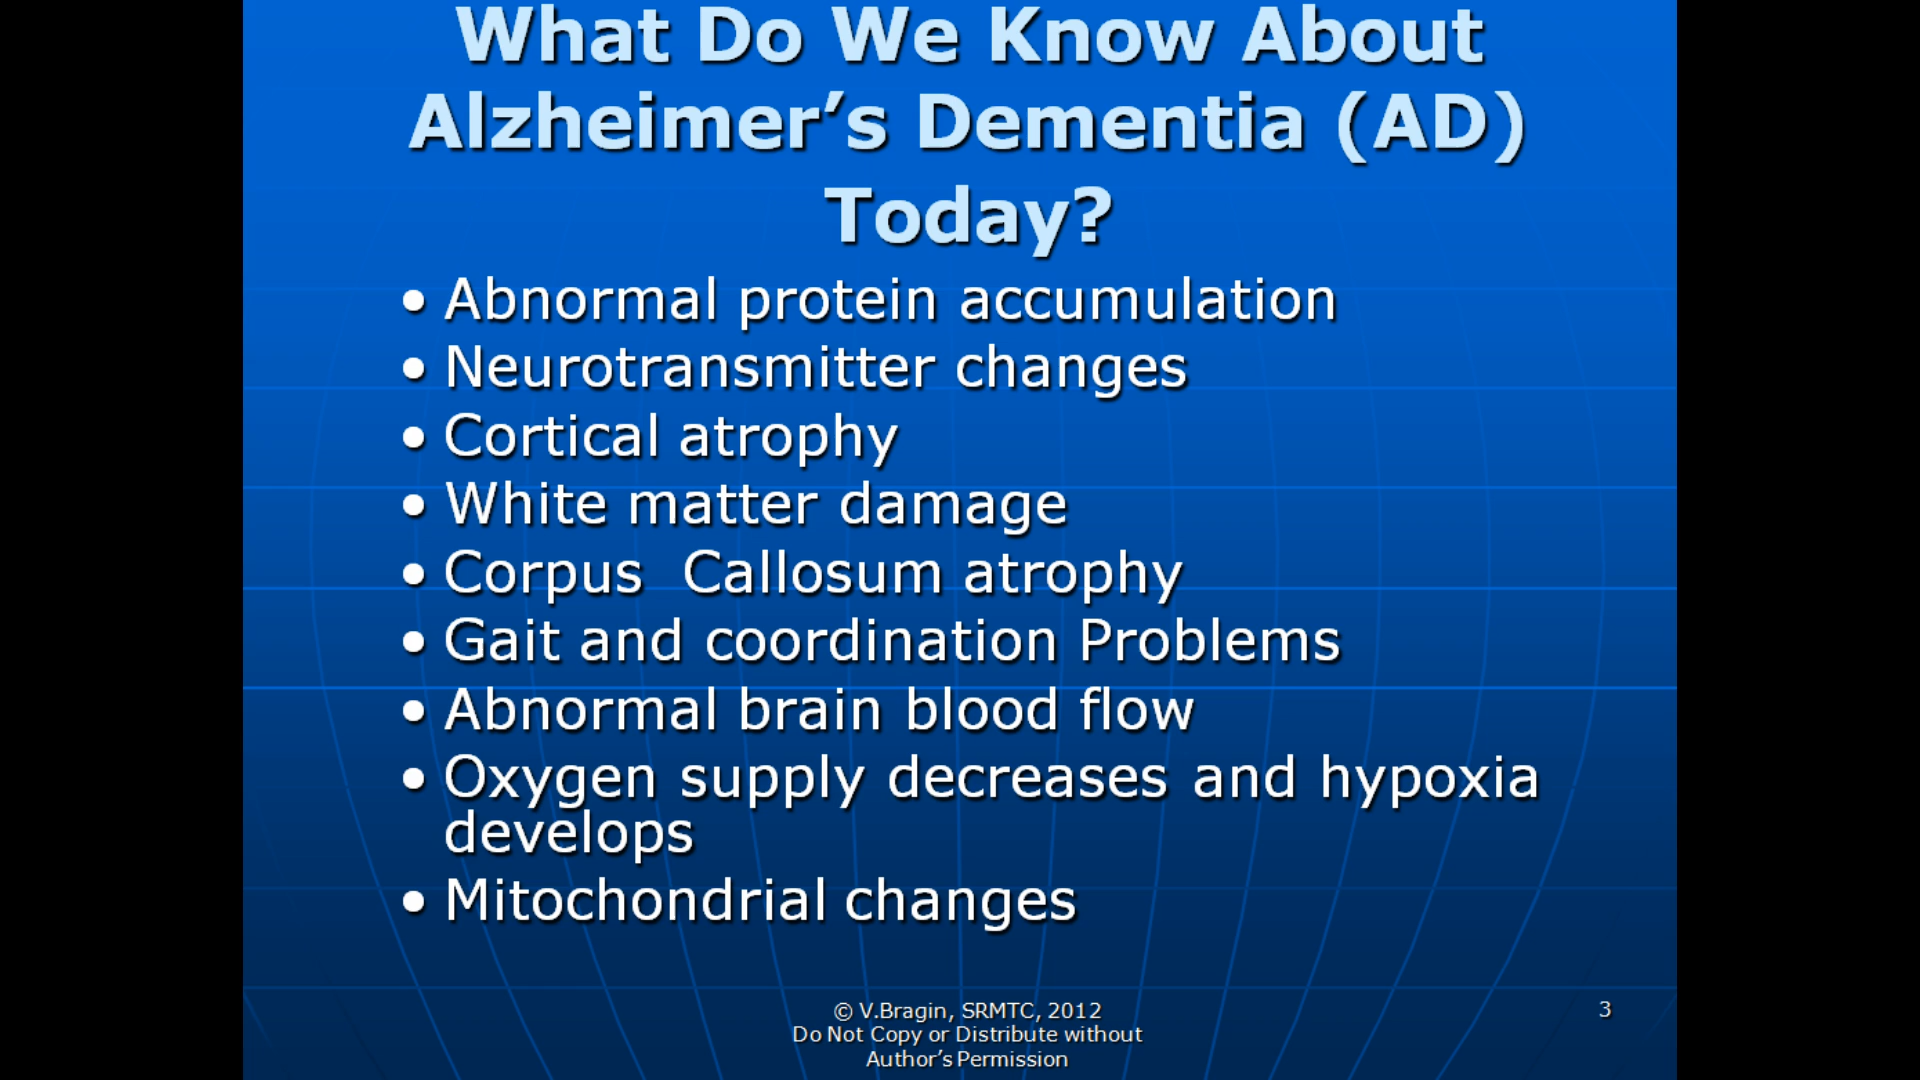 What Do We Know About
Alzheimer’s Dementia (AD)
Today?
• Abnormal protein accumulation
• Neurotransmitter changes
• Cortical atrophy
• White matter damage
• Corpus  Callosum atrophy
• Gait and coordination Problems
• Abnormal brain blood flow
• Oxygen supply decreases and hypoxia
develops
• Mitochondrial changes
© V.Bragin, SRMTC, 2012
Do Not Copy or Distribute without
Author’s Permission
3